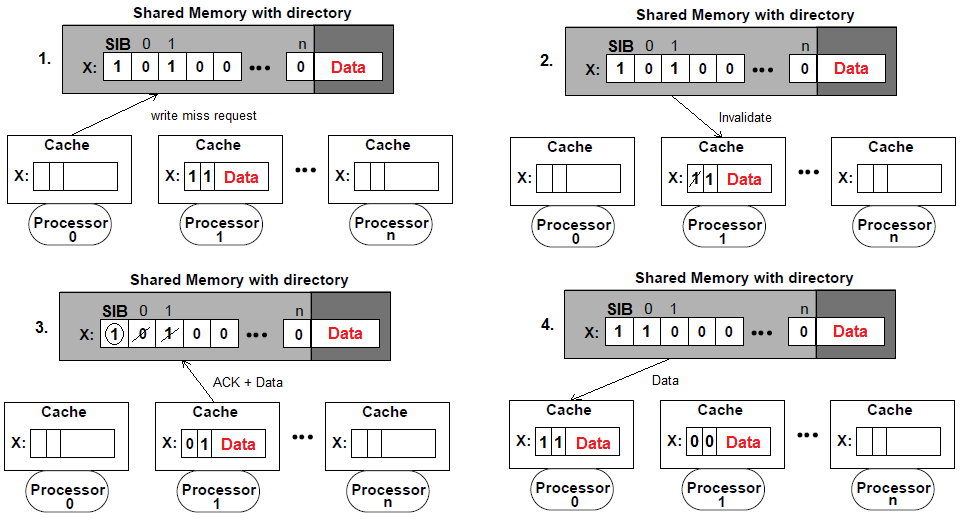 Shared Memory with directory
1.
SIB 0 1 n
X: 1 0 1 0 0 ••• 0 Data
write miss request
Cache Cache Cache
X: X: 1 1 Data ••• X:
Processor 0 Processor 1 Processor n
Shared Memory with directory
2.
SIB 0 1 n
X: 1 0 1 0 0 ••• 0 Data
Invalidate
Cache Cache Cache
X: X: 1 1 Data ••• X:
Processor 0 Processor 1 Processor n
Shared Memory with directory
3.
SIB 0 1 n
X: 1 0 1 0 0 ••• 0 Data
ACK + Data
Cache Cache Cache
X: X: 0 1 Data ••• X:
Processor 0 Processor 1 Processor n
Shared Memory with directory
4.
SIB 0 1 n
X: 1 1 0 0 0 ••• 0 Data
Data
Cache Cache Cache
X: 1 1 Data X: 0 0 Data ••• X:
Processor 0 Processor 1 Processor n